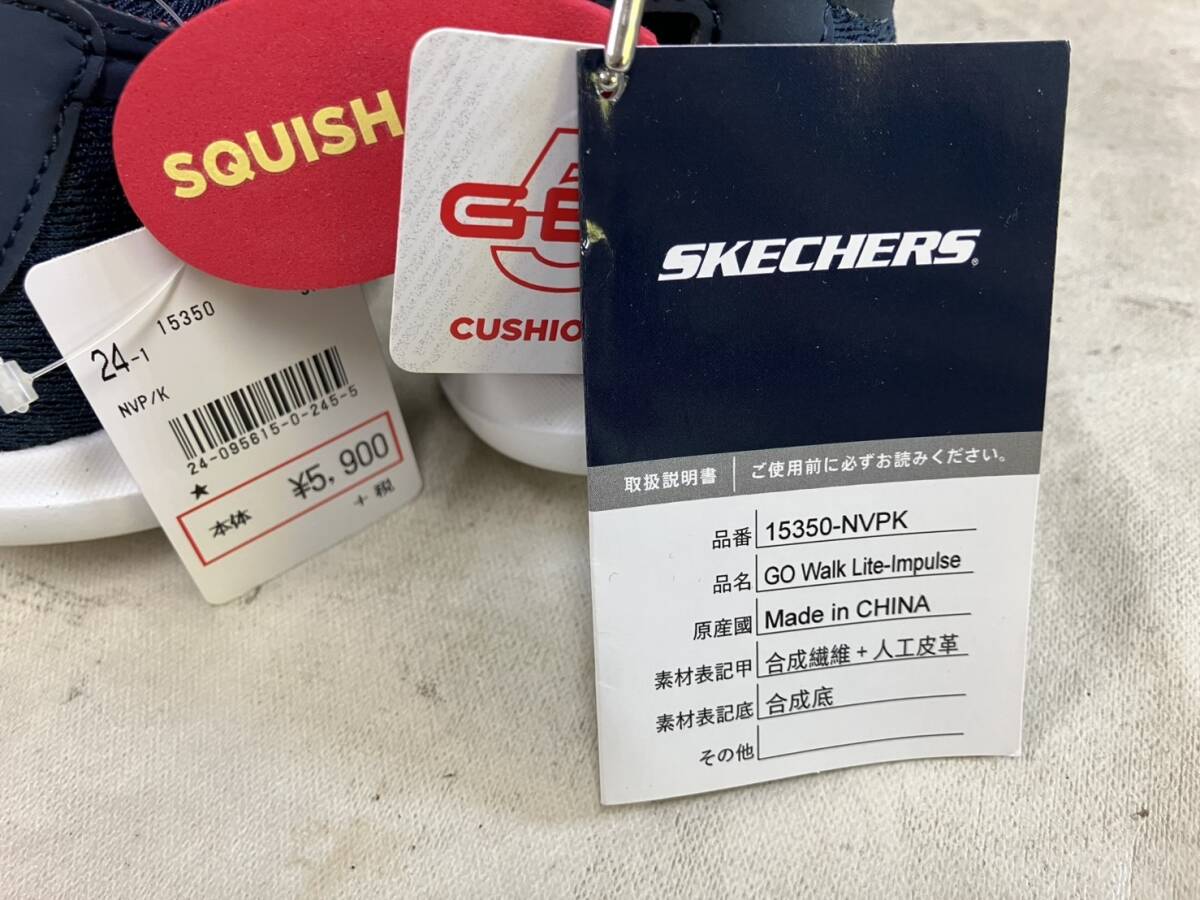 SQUISH
15350
24-1
NVP/K
24-095615-0-245-5
★
本体 ¥5,900
+税
CUSHIO
SKECHERS®
取扱説明書 ご使用前に必ずお読みください。
品番 15350-NVPK
品名 GO Walk Lite-Impulse
原産國 Made in CHINA
素材表記甲 合成繊維+人工皮革
素材表記底 合成底
その他